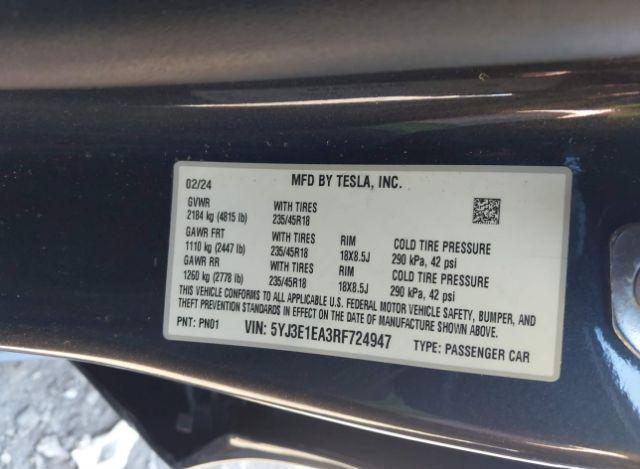 02/24 MFD BY TESLA, INC.
GVWR WITH TIRES
2184 kg (4815 lb) 235/45R18
GAWR FRT WITH TIRES RIM COLD TIRE PRESSURE
1110 kg (2447 lb) 235/45R18 18X8.5J 290 kPa, 42 psi
GAWR RR WITH TIRES RIM COLD TIRE PRESSURE
1260 kg (2778 lb) 235/45R18 18X8.5J 290 kPa, 42 psi
THIS VEHICLE CONFORMS TO ALL APPLICABLE U.S. FEDERAL MOTOR VEHICLE SAFETY, BUMPER, AND
THEFT PREVENTION STANDARDS IN EFFECT ON THE DATE OF MANUFACTURE SHOWN ABOVE.
PNT: PN01 VIN: 5YJ3E1EA3RF724947 TYPE: PASSENGER CAR